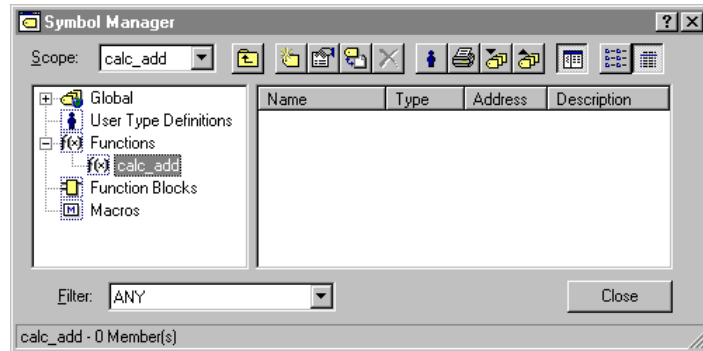 Symbol Manager
Scope: calc_add
Global
User Type Definitions
f(x) Functions
f(x) calc_add
Function Blocks
M Macros
Name Type Address Description
Filter: ANY
Close
calc_add - 0 Member(s)